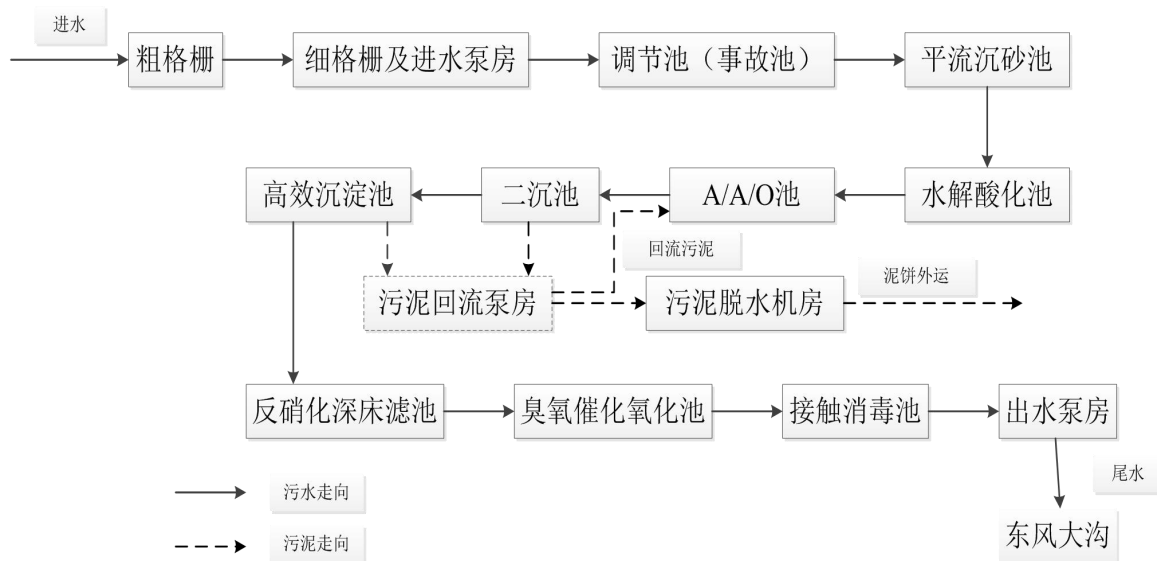 进水
粗格栅
细格栅及进水泵房
调节池（事故池）
平流沉砂池
高效沉淀池
二沉池
A/A/O池
水解酸化池
回流污泥
污泥回流泵房
污泥脱水机房
泥饼外运
反硝化深床滤池
臭氧催化氧化池
接触消毒池
出水泵房
尾水
污水走向
东风大沟
污泥走向